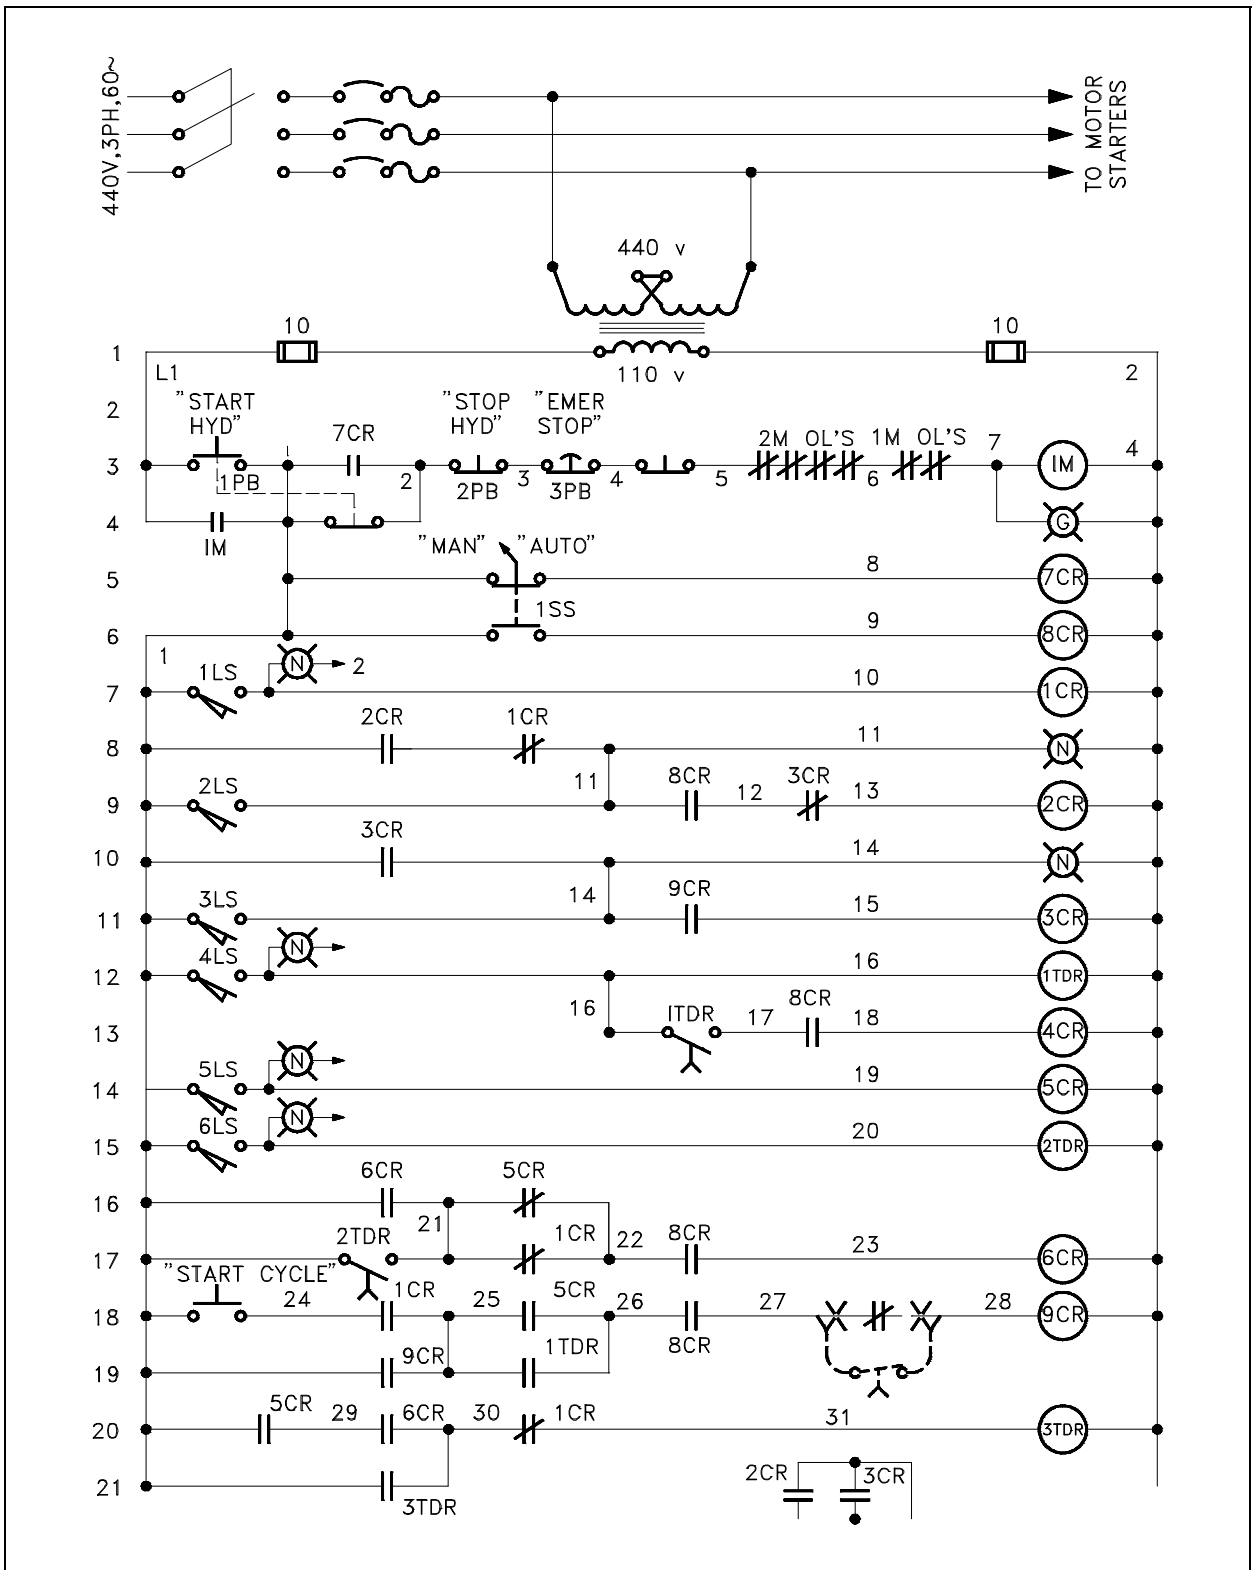 440V,3PH,60~
TO MOTOR STARTERS
440 v
10 10
1
L1 110 v 2
2
"START HYD" "STOP HYD" "EMER STOP"
7CR 2M OL'S 1M OL'S 7
3 1PB 2 2PB 3 3PB 4 5 6 IM 4
4 IM G
"MAN" "AUTO"
5 8 7CR
1SS
6 9 8CR
1 N 2
1LS
7 10 1CR
2CR 1CR
8 11 N
2LS 11 8CR 12 3CR 13
9 2CR
3CR
10 14 N
3LS 14 9CR 15
11 3CR
N
4LS
12 16 1TDR
16 1TDR 17 8CR 18
13 4CR
N
5LS
14 19 5CR
N
6LS
15 20 2TDR
6CR 5CR
16 21
2TDR 1CR 22 8CR 23
17 6CR
"START CYCLE"
24 1CR 25 5CR 26 27 28
18 8CR 9CR
9CR 1TDR
19
5CR 29 6CR 30 1CR 31
20 3TDR
2CR 3CR
21 3TDR